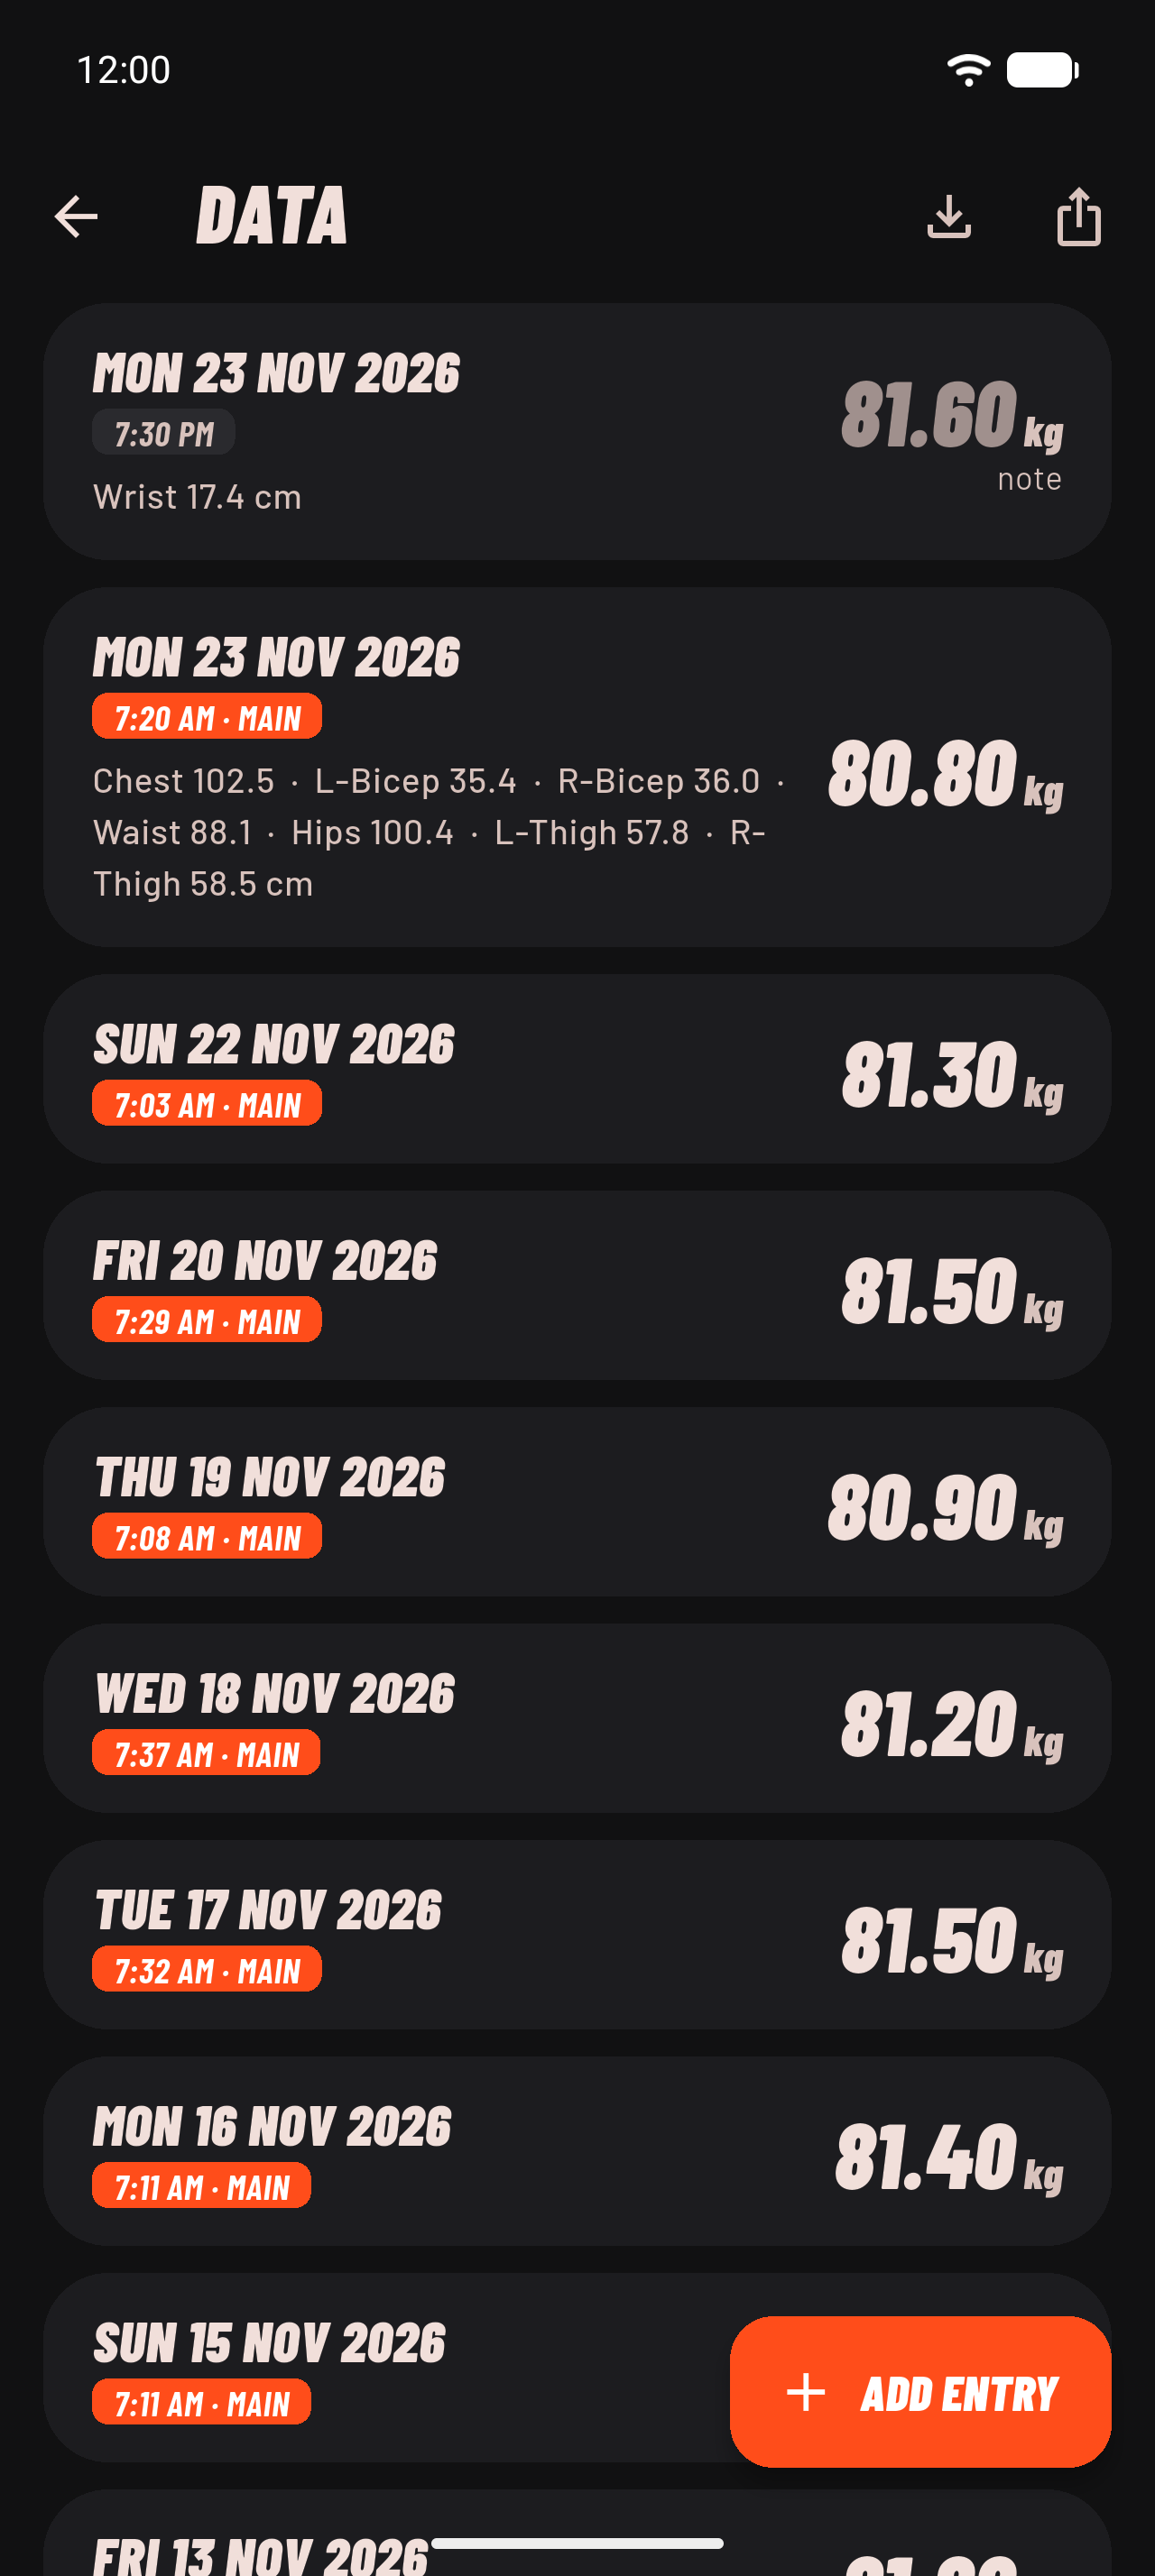 12:00
DATA
MON 23 NOV 2026
7:30 PM
Wrist 17.4 cm
81.60 kg
note
MON 23 NOV 2026
7:20 AM · MAIN
Chest 102.5 · L-Bicep 35.4 · R-Bicep 36.0 ·
Waist 88.1 · Hips 100.4 · L-Thigh 57.8 · R-
Thigh 58.5 cm
80.80 kg
SUN 22 NOV 2026
7:03 AM · MAIN
81.30 kg
FRI 20 NOV 2026
7:29 AM · MAIN
81.50 kg
THU 19 NOV 2026
7:08 AM · MAIN
80.90 kg
WED 18 NOV 2026
7:37 AM · MAIN
81.20 kg
TUE 17 NOV 2026
7:32 AM · MAIN
81.50 kg
MON 16 NOV 2026
7:11 AM · MAIN
81.40 kg
SUN 15 NOV 2026
7:11 AM · MAIN
+ ADD ENTRY
FRI 13 NOV 2026